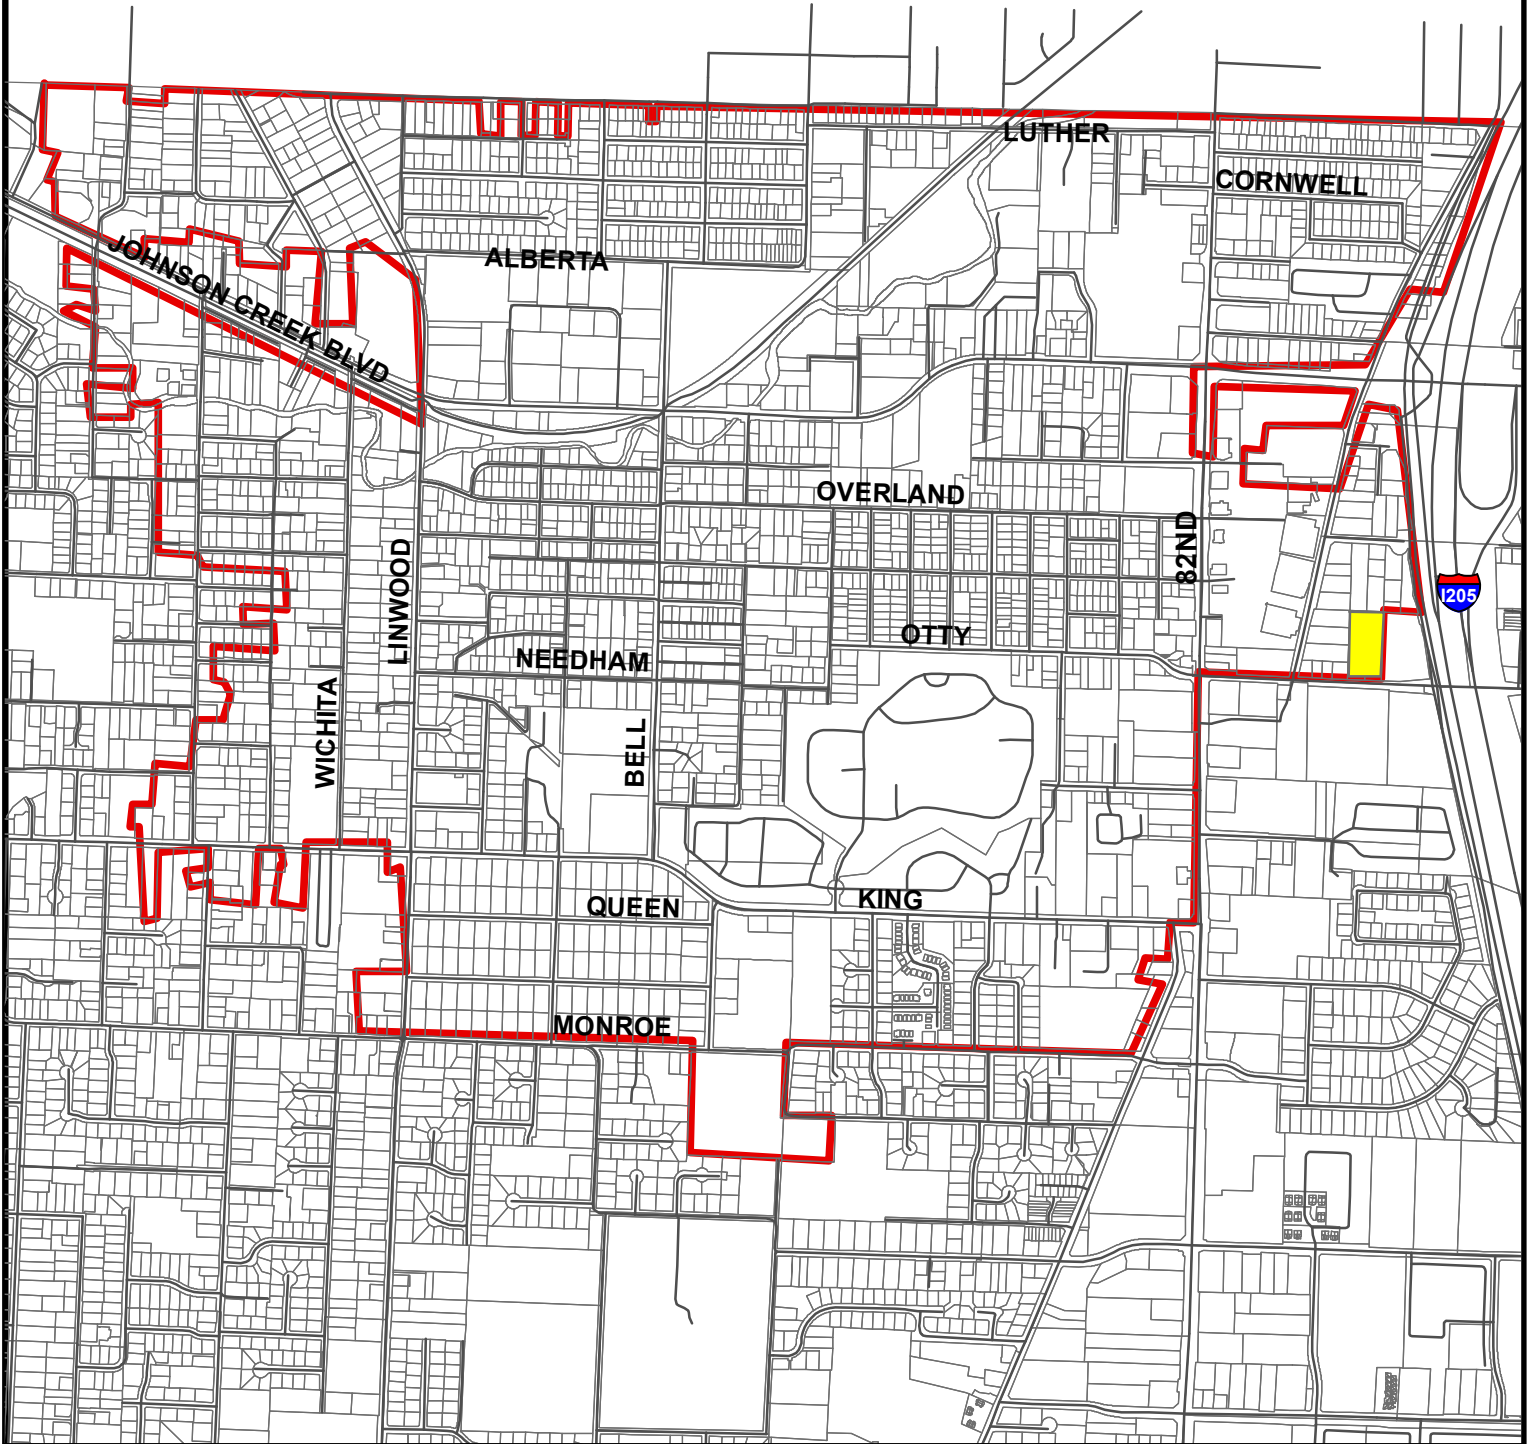 LUTHER
CORNWELL
JOHNSON CREEK BLVD
ALBERTA
OVERLAND
82ND
LINWOOD
I205
OTTY
NEEDHAM
WICHITA
BELL
KING
QUEEN
MONROE